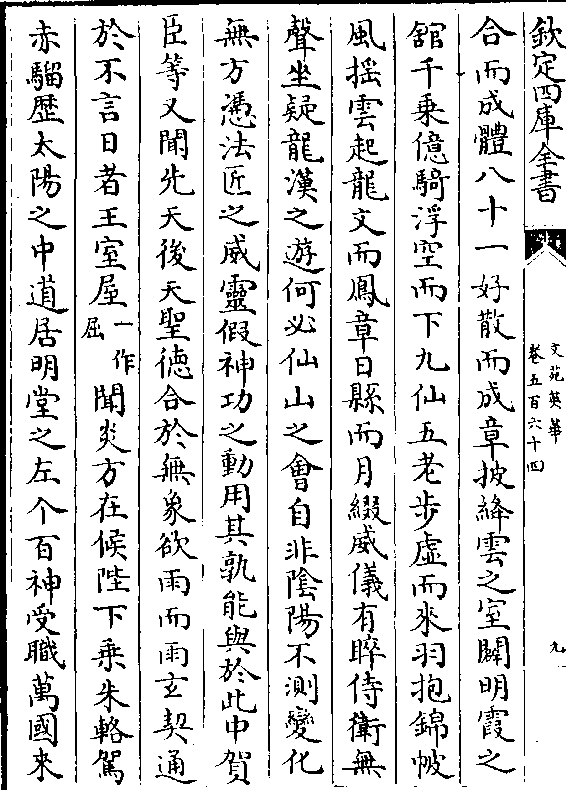 欽定四庫全書
文苑英華
卷五百六十四
九
合而成體八十一好散而成章披絳雲之室闢明霞之
舘千乗億騎浮空而下九仙五老步虚而來羽抱錦帔
風揺雲起龍文而鳳章日縣而月綴威儀有睟侍衛無
聲坐疑龍漢之遊何必仙山之會自非陰陽不測變化
無方憑法匠之威靈假神功之動用其孰能與於此中賀
臣等又聞先天後天聖徳合於無象欲雨而雨玄契通
於不言日者王室屋一作屈聞炎方在候陛下乗朱輅駕
赤騮歴太陽之中道居明堂之左个百神受職萬國来